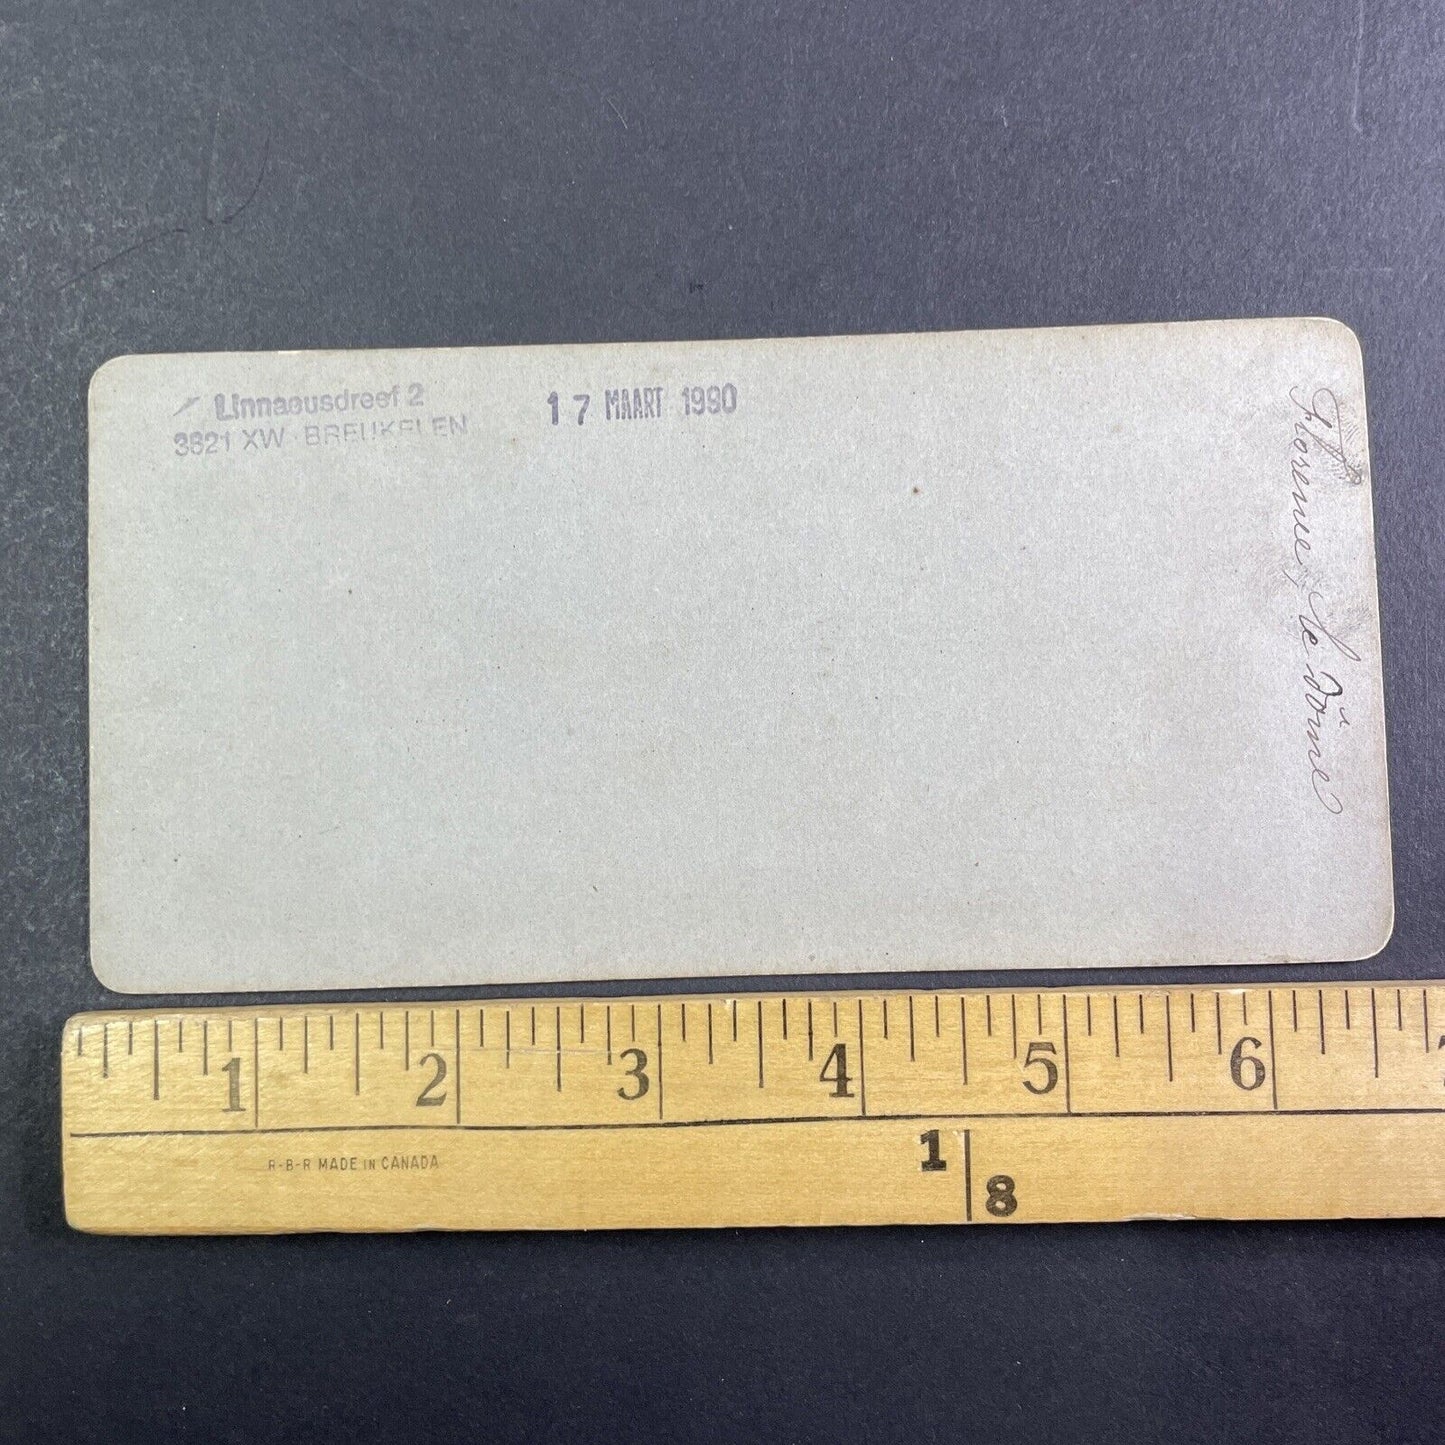 Linnaeusdreef 2
3621 XW · BREUKELEN
17 MAART 1990
Florence, le dôme
1 2 3 4 5 6
R-B-R MADE IN CANADA
1
8